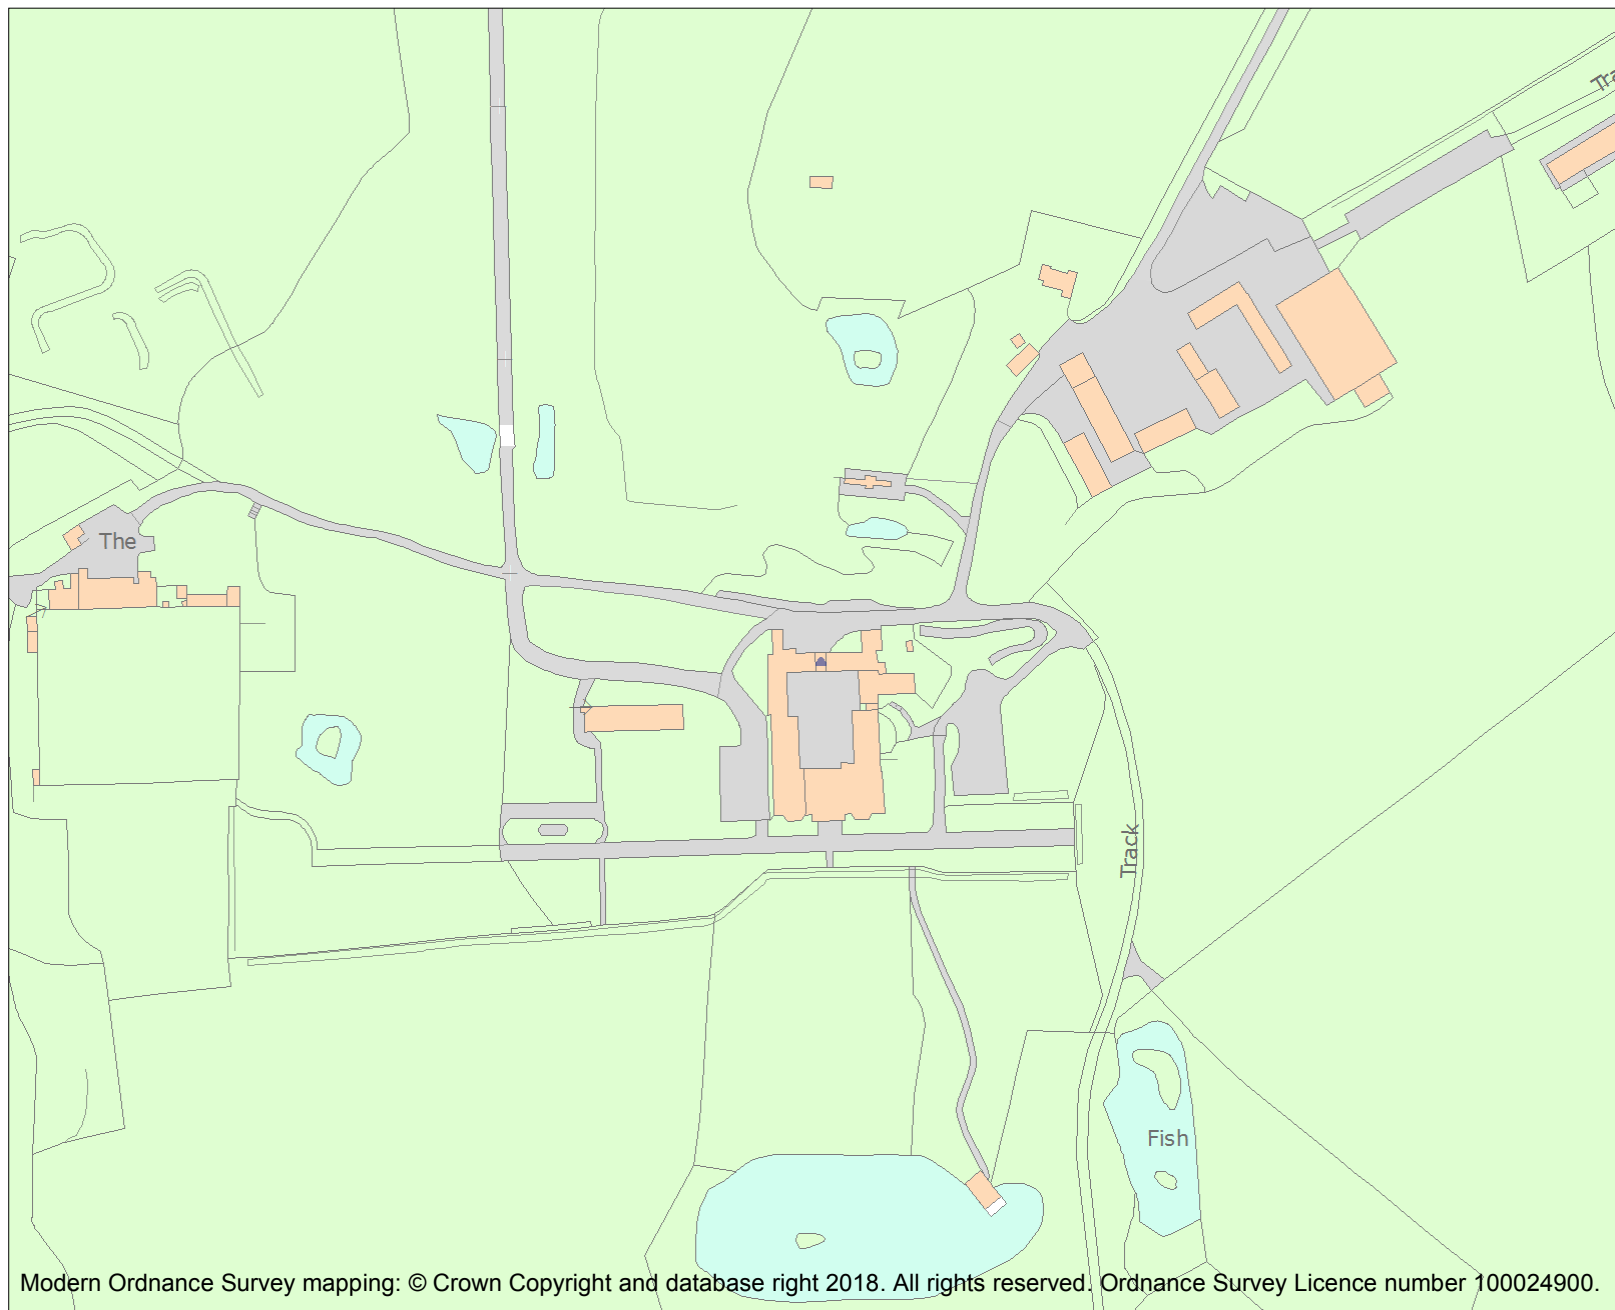 Tra
The
Track
Fish
Modern Ordnance Survey mapping: © Crown Copyright and database right 2018. All rights reserved. Ordnance Survey Licence number 100024900.